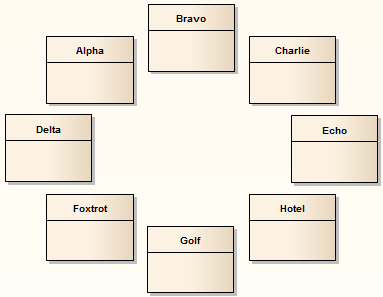 Bravo
Alpha
Charlie
Delta
Echo
Foxtrot
Hotel
Golf